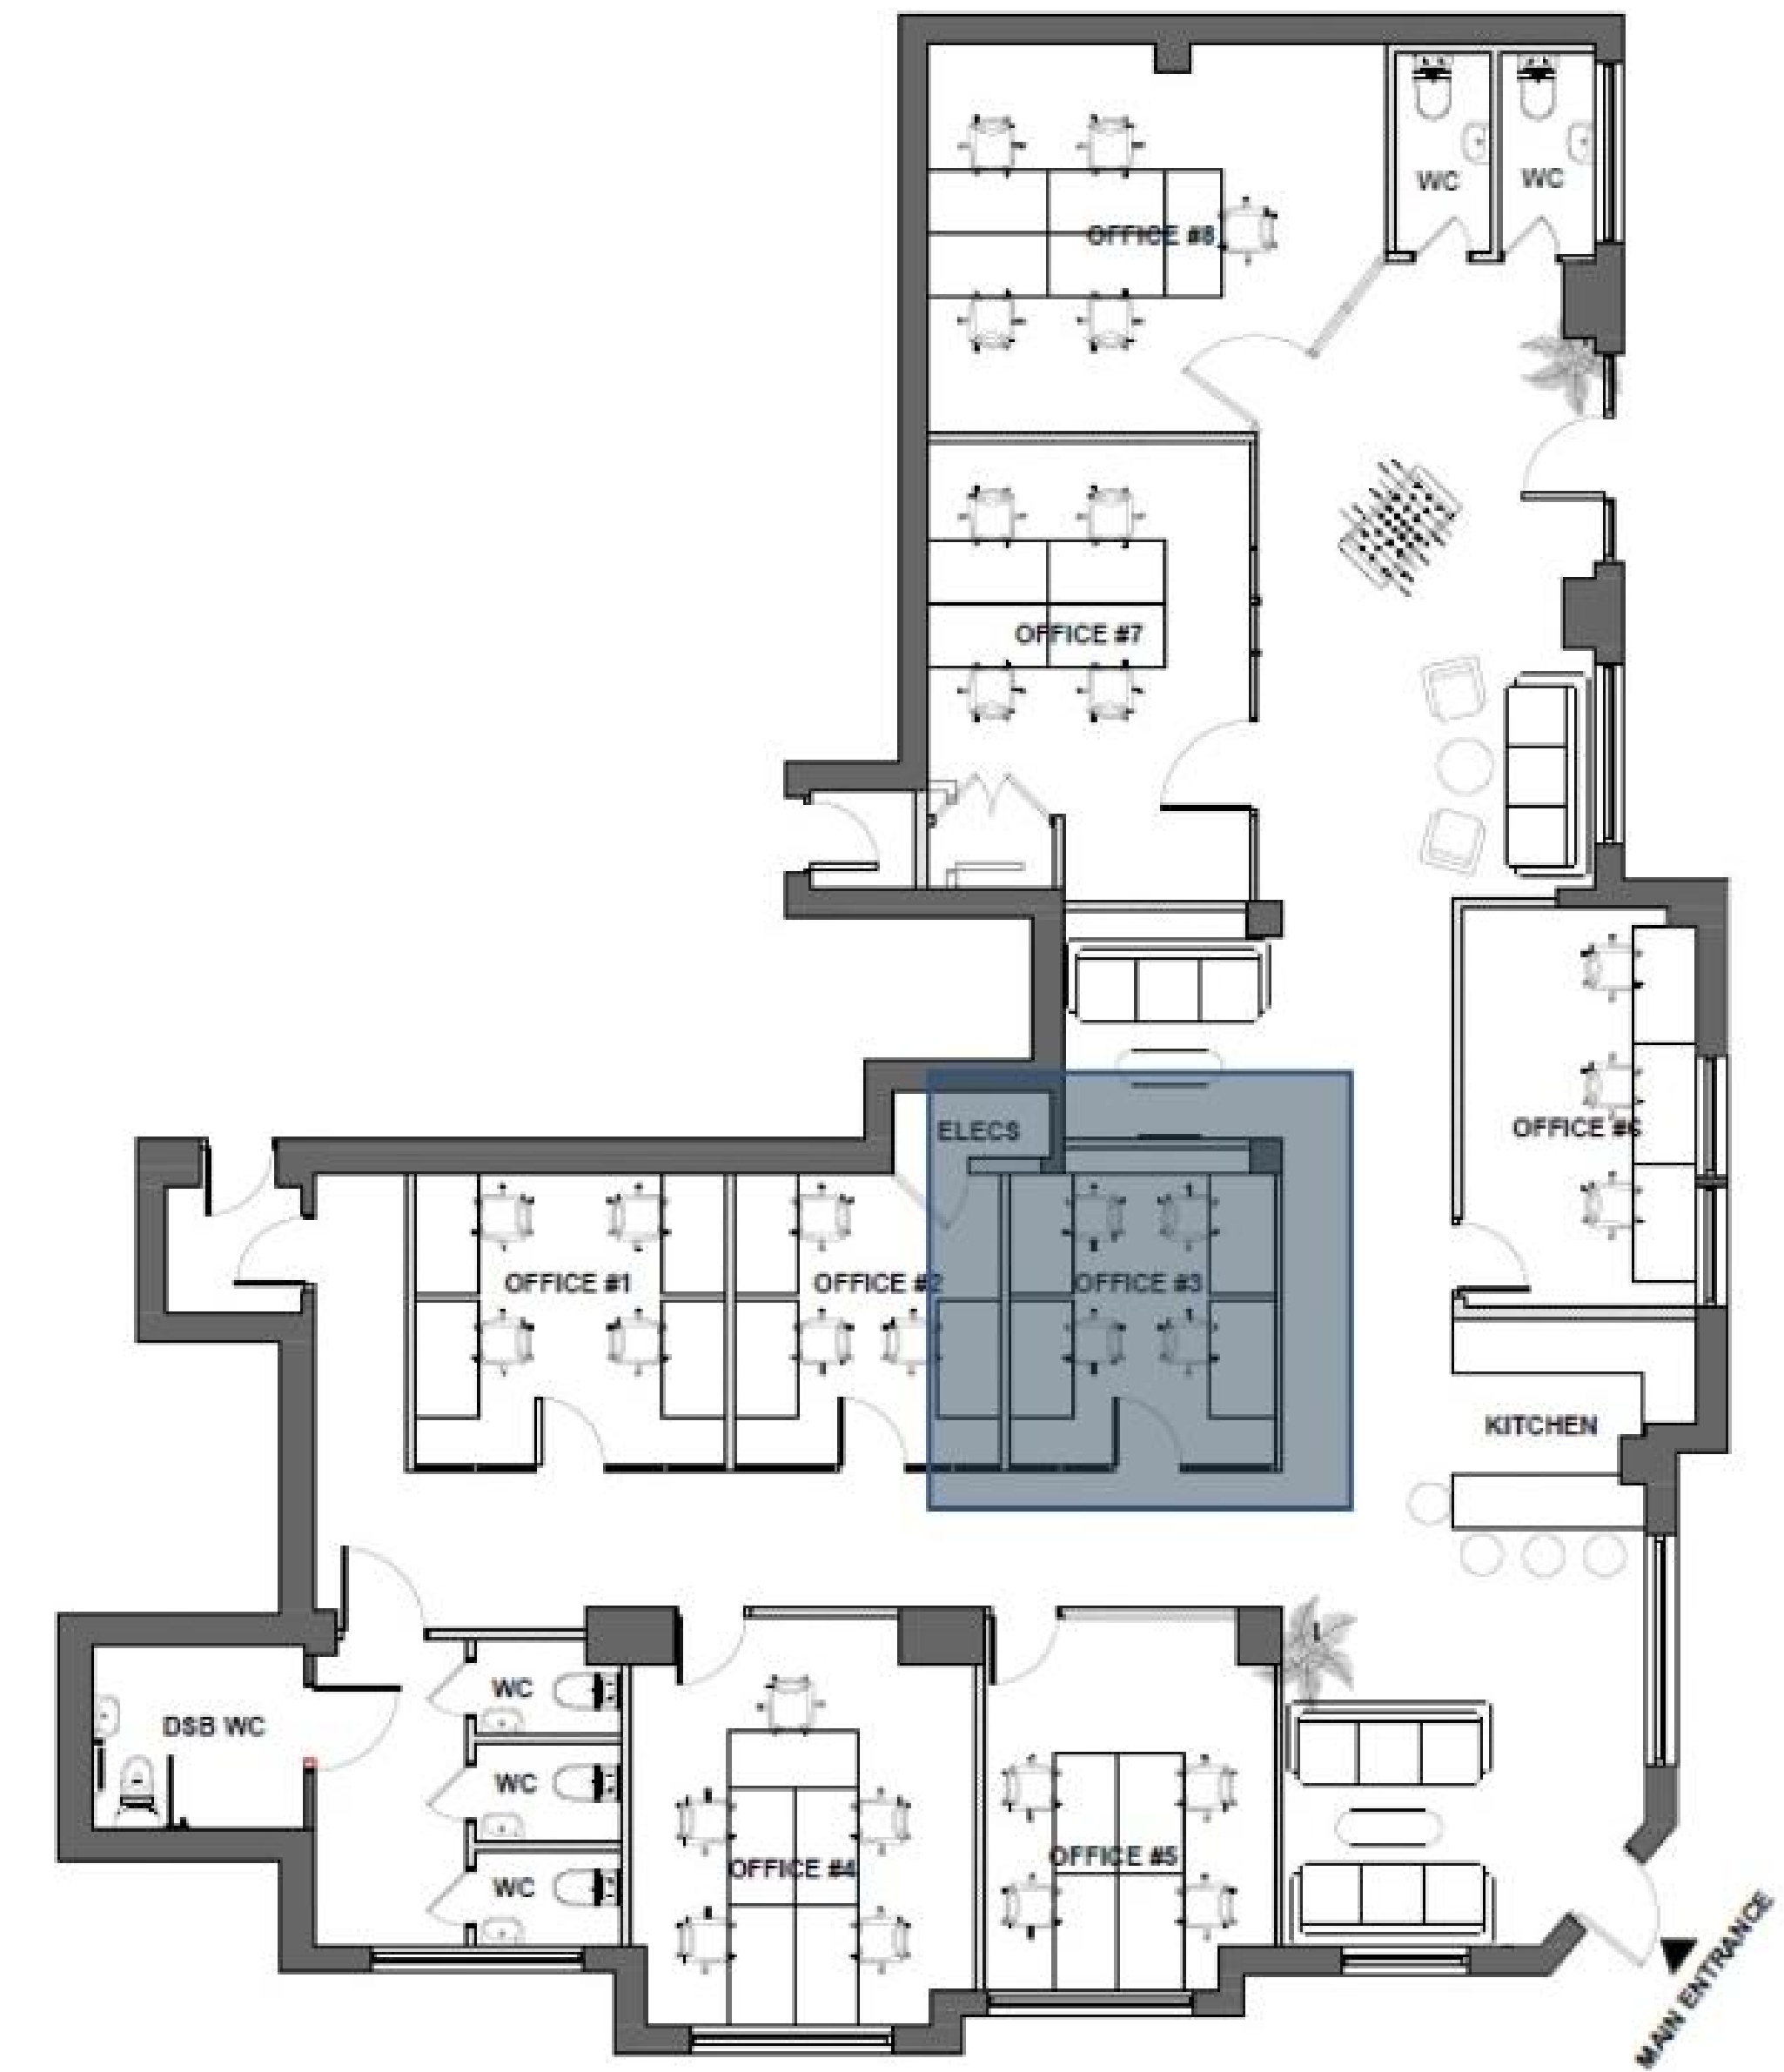 WC
WC
OFFICE #8
OFFICE #7
ELECS
OFFICE #6
OFFICE #1
OFFICE #2
OFFICE #3
KITCHEN
WC
DSB WC
WC
OFFICE #4
OFFICE #5
WC
MAIN ENTRANCE